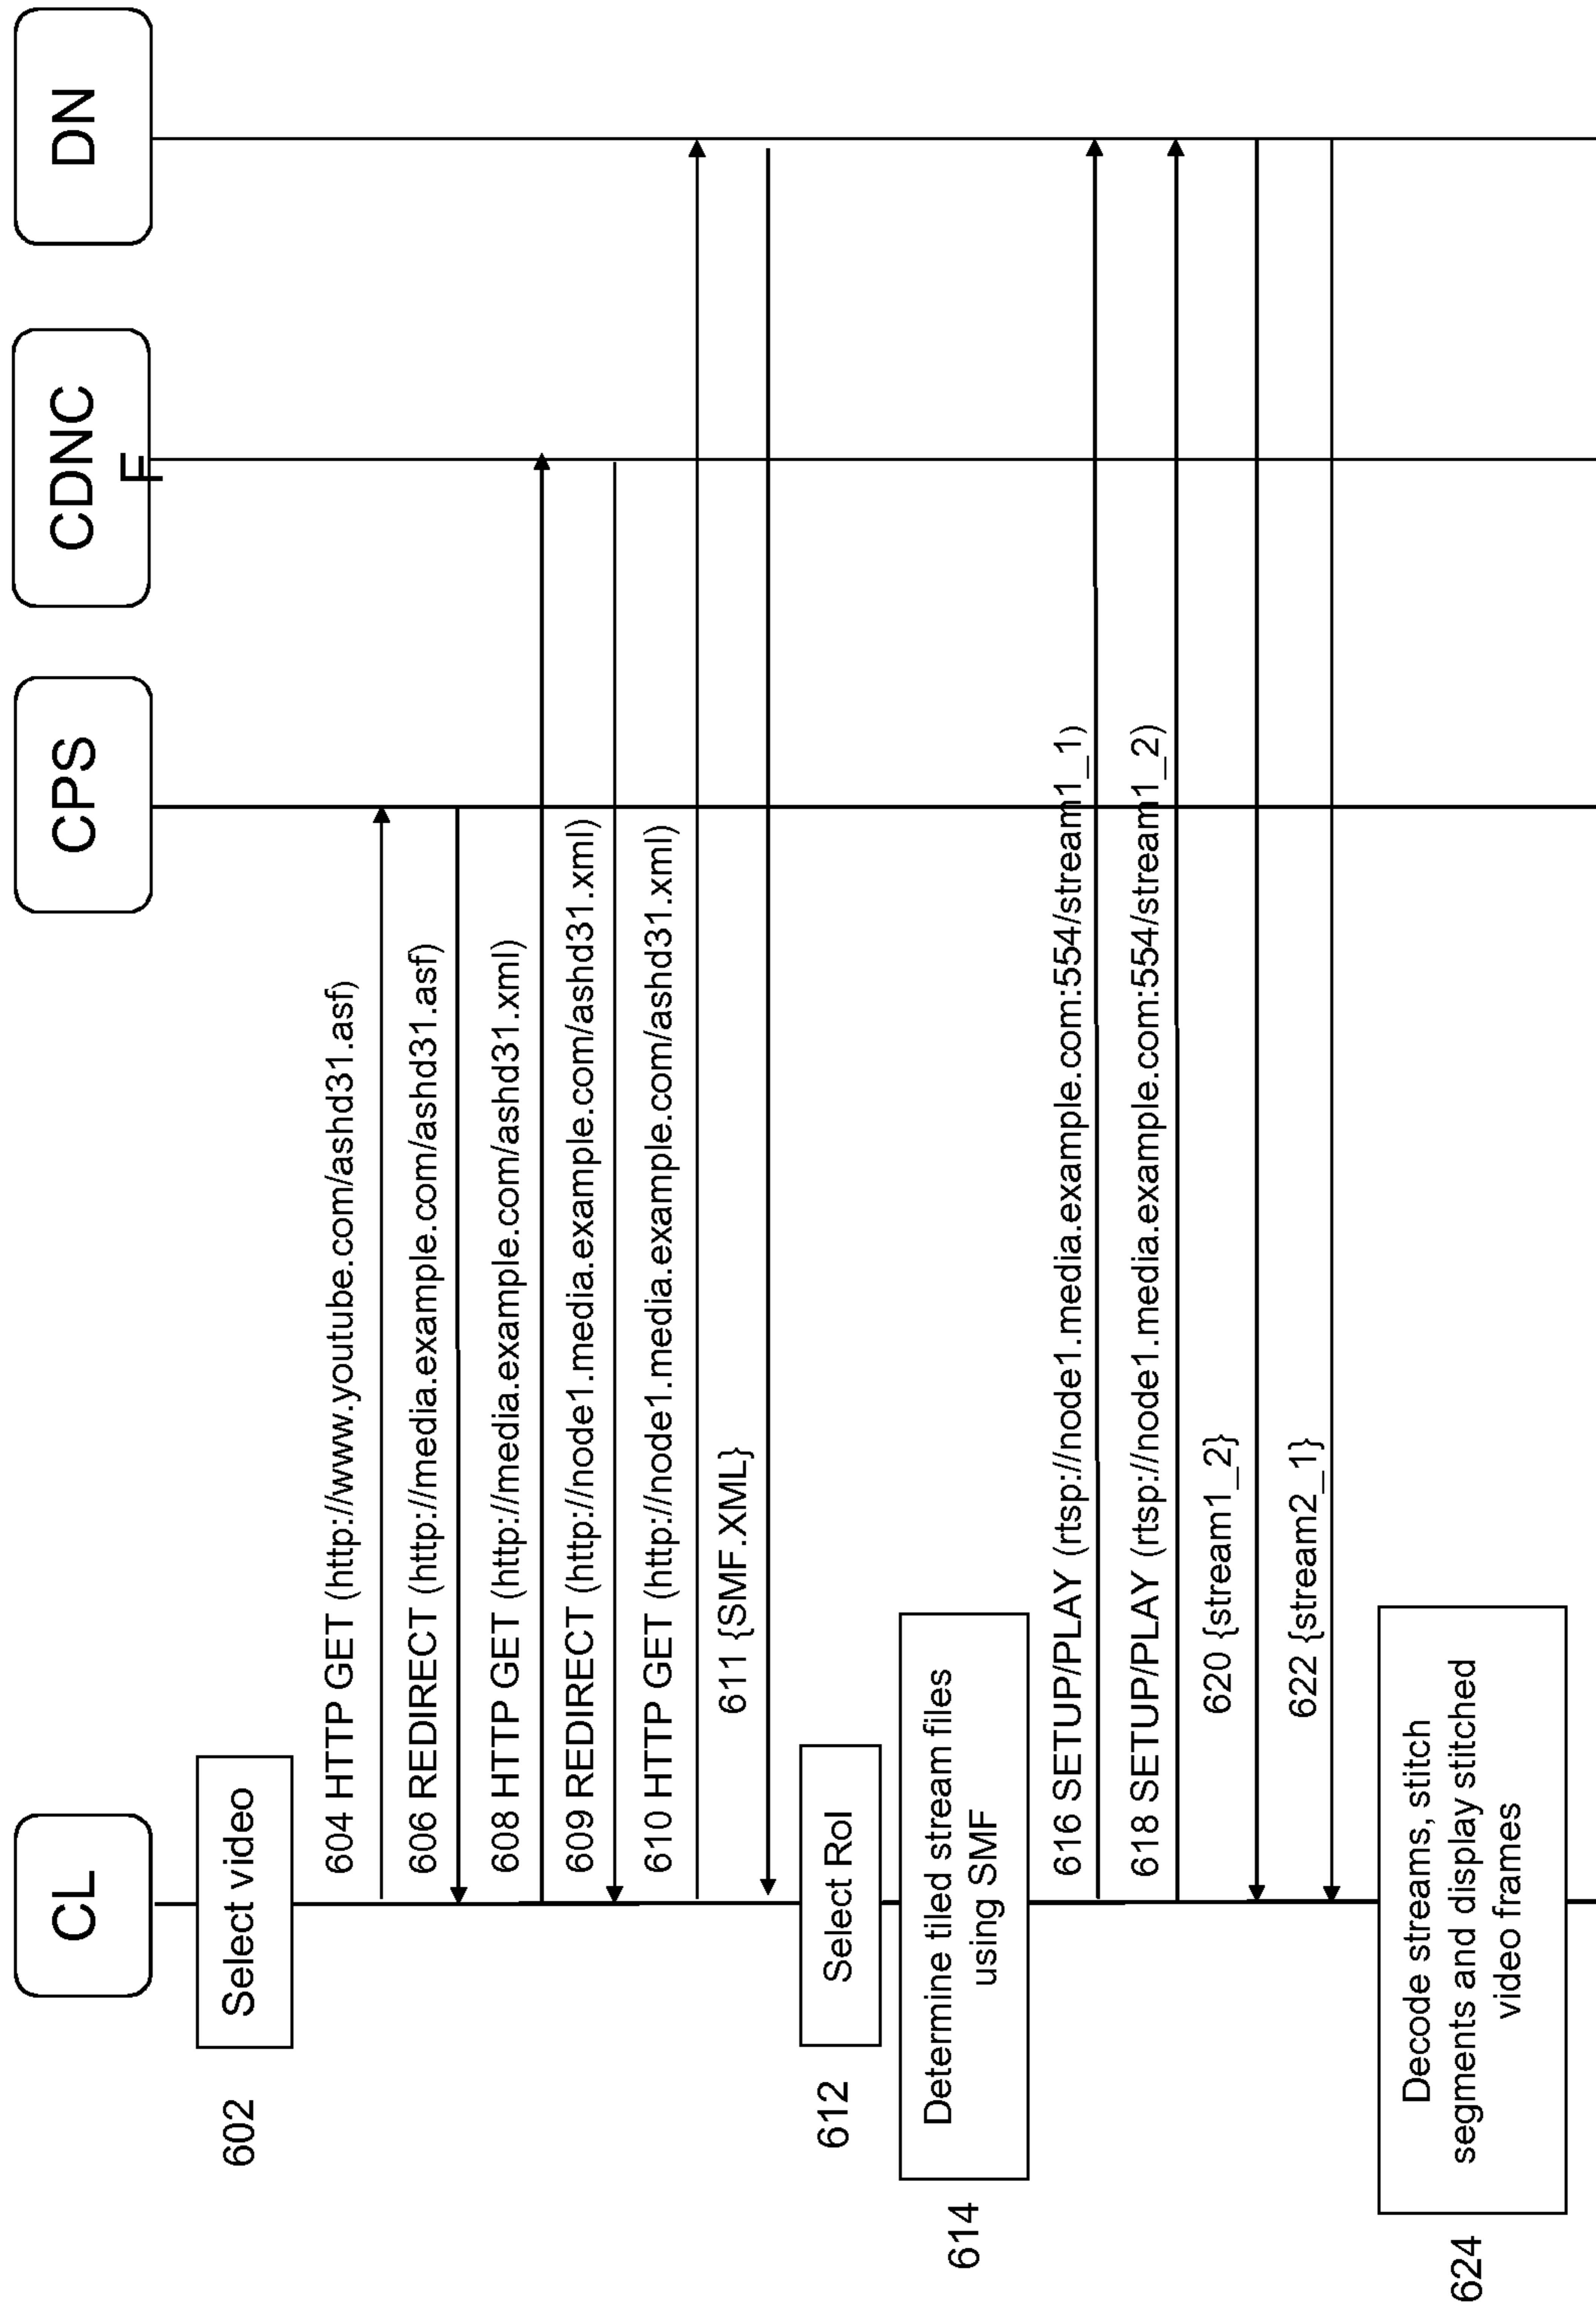 CL
CPS
CDNC
F
DN
602
Select video
604 HTTP GET (http://www.youtube.com/ashd31.asf)
606 REDIRECT (http://media.example.com/ashd31.asf)
608 HTTP GET (http://media.example.com/ashd31.xml)
609 REDIRECT (http://node1.media.example.com/ashd31.xml)
610 HTTP GET (http://node1.media.example.com/ashd31.xml)
611 {SMF.XML}
612
Select RoI
614
Determine tiled stream files
using SMF
616 SETUP/PLAY (rtsp://node1.media.example.com:554/stream1_1)
618 SETUP/PLAY (rtsp://node1.media.example.com:554/stream1_2)
620 {stream1_2}
622 {stream2_1}
624
Decode streams, stitch
segments and display stitched
video frames